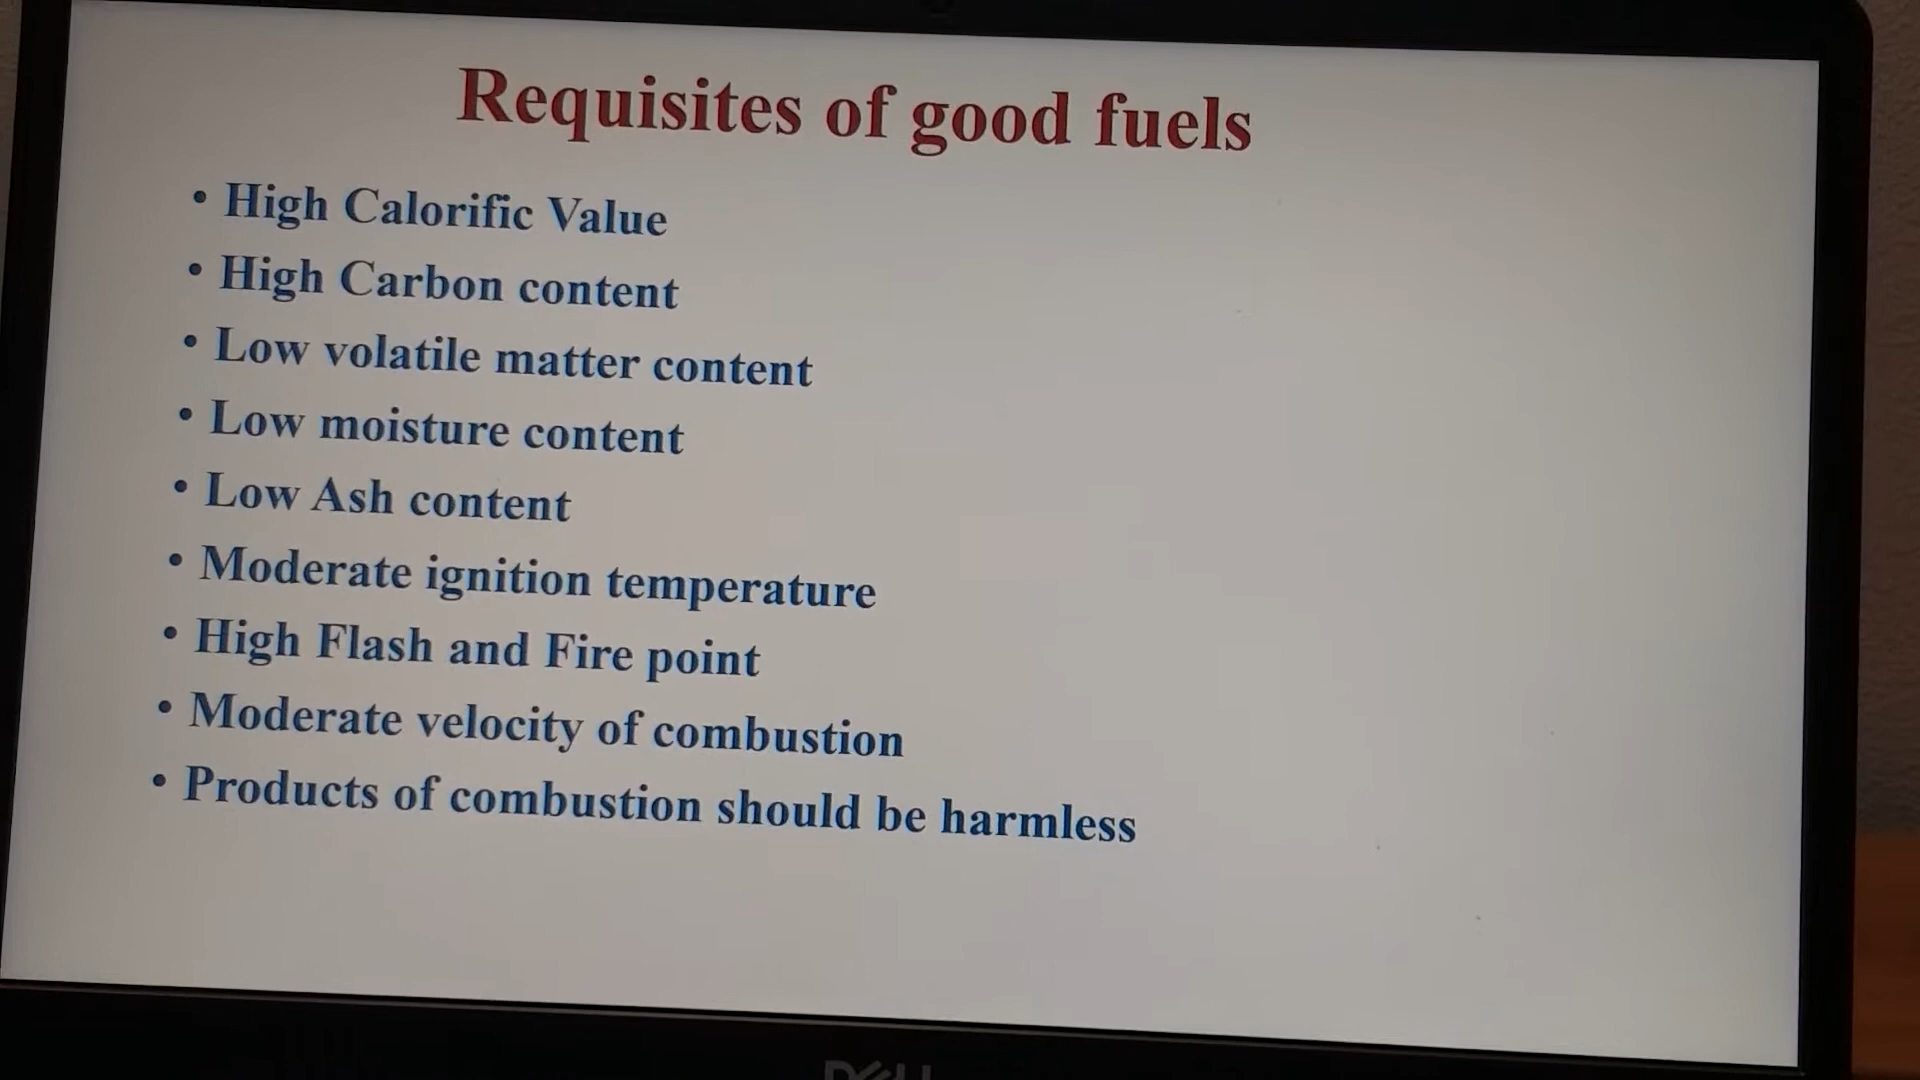 Requisites of good fuels
• High Calorific Value
• High Carbon content
• Low volatile matter content
• Low moisture content
• Low Ash content
• Moderate ignition temperature
• High Flash and Fire point
• Moderate velocity of combustion
• Products of combustion should be harmless
DELL